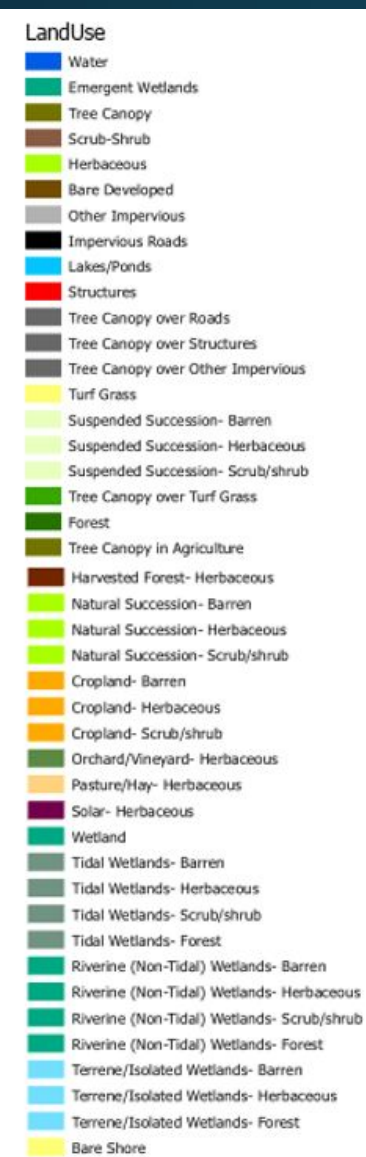 LandUse
Water
Emergent Wetlands
Tree Canopy
Scrub-Shrub
Herbaceous
Bare Developed
Other Impervious
Impervious Roads
Lakes/Ponds
Structures
Tree Canopy over Roads
Tree Canopy over Structures
Tree Canopy over Other Impervious
Turf Grass
Suspended Succession- Barren
Suspended Succession- Herbaceous
Suspended Succession- Scrub/shrub
Tree Canopy over Turf Grass
Forest
Tree Canopy in Agriculture
Harvested Forest- Herbaceous
Natural Succession- Barren
Natural Succession- Herbaceous
Natural Succession- Scrub/shrub
Cropland- Barren
Cropland- Herbaceous
Cropland- Scrub/shrub
Orchard/Vineyard- Herbaceous
Pasture/Hay- Herbaceous
Solar- Herbaceous
Wetland
Tidal Wetlands- Barren
Tidal Wetlands- Herbaceous
Tidal Wetlands- Scrub/shrub
Tidal Wetlands- Forest
Riverine (Non-Tidal) Wetlands- Barren
Riverine (Non-Tidal) Wetlands- Herbaceous
Riverine (Non-Tidal) Wetlands- Scrub/shrub
Riverine (Non-Tidal) Wetlands- Forest
Terrene/Isolated Wetlands- Barren
Terrene/Isolated Wetlands- Herbaceous
Terrene/Isolated Wetlands- Forest
Bare Shore